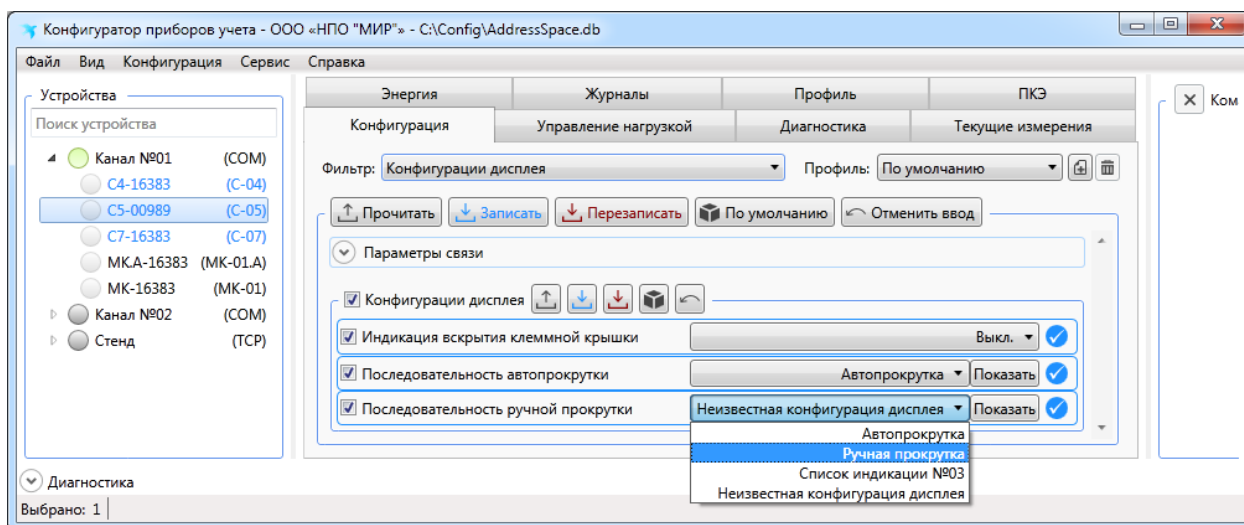 Конфигуратор приборов учета - ООО «НПО "МИР"» - C:\Config\AddressSpace.db
Файл Вид Конфигурация Сервис Справка
Устройства
Поиск устройства
Канал №01 (COM)
C4-16383 (C-04)
C5-00989 (C-05)
C7-16383 (C-07)
МК.А-16383 (МК-01.А)
МК-16383 (МК-01)
Канал №02 (COM)
Стенд (TCP)
Энергия Журналы Профиль ПКЭ
Конфигурация Управление нагрузкой Диагностика Текущие измерения
Фильтр: Конфигурации дисплея Профиль: По умолчанию
Прочитать Записать Перезаписать По умолчанию Отменить ввод
Параметры связи
Конфигурации дисплея
Индикация вскрытия клеммной крышки Выкл.
Последовательность автопрокрутки Автопрокрутка Показать
Последовательность ручной прокрутки Неизвестная конфигурация дисплея Показать
Автопрокрутка
Ручная прокрутка
Список индикации №03
Неизвестная конфигурация дисплея
Ком
Диагностика
Выбрано: 1